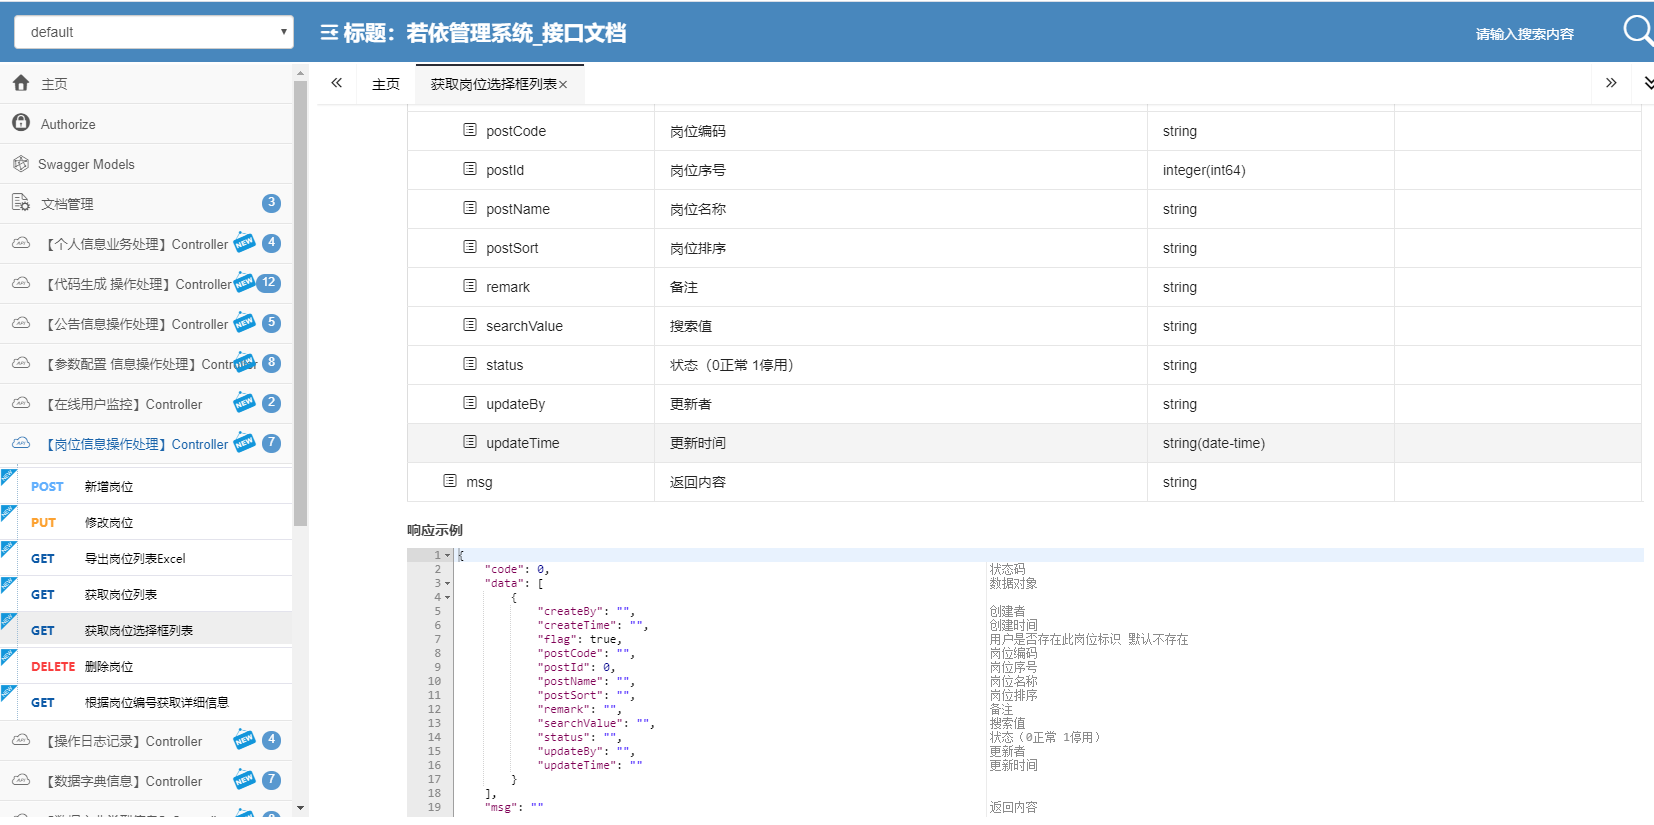 default
标题：若依管理系统_接口文档
请输入搜索内容
主页
Authorize
Swagger Models
文档管理 3
【个人信息业务处理】Controller NEW 4
【代码生成 操作处理】Controller NEW 12
【公告信息操作处理】Controller NEW 5
【参数配置 信息操作处理】Controller NEW 8
【在线用户监控】Controller NEW 2
【岗位信息操作处理】Controller NEW 7
NEW POST 新增岗位
NEW PUT 修改岗位
NEW GET 导出岗位列表Excel
NEW GET 获取岗位列表
NEW GET 获取岗位选择框列表
NEW DELETE 删除岗位
NEW GET 根据岗位编号获取详细信息
【操作日志记录】Controller NEW 4
【数据字典信息】Controller NEW 7
主页
获取岗位选择框列表×
postCode 岗位编码 string
postId 岗位序号 integer(int64)
postName 岗位名称 string
postSort 岗位排序 string
remark 备注 string
searchValue 搜索值 string
status 状态（0正常 1停用） string
updateBy 更新者 string
updateTime 更新时间 string(date-time)
msg 返回内容 string
响应示例
1 {
2 "code": 0, 状态码
3 "data": [ 数据对象
4 {
5 "createBy": "", 创建者
6 "createTime": "", 创建时间
7 "flag": true, 用户是否存在此岗位标识 默认不存在
8 "postCode": "", 岗位编码
9 "postId": 0, 岗位序号
10 "postName": "", 岗位名称
11 "postSort": "", 岗位排序
12 "remark": "", 备注
13 "searchValue": "", 搜索值
14 "status": "", 状态（0正常 1停用）
15 "updateBy": "", 更新者
16 "updateTime": "" 更新时间
17 }
18 ],
19 "msg": "" 返回内容